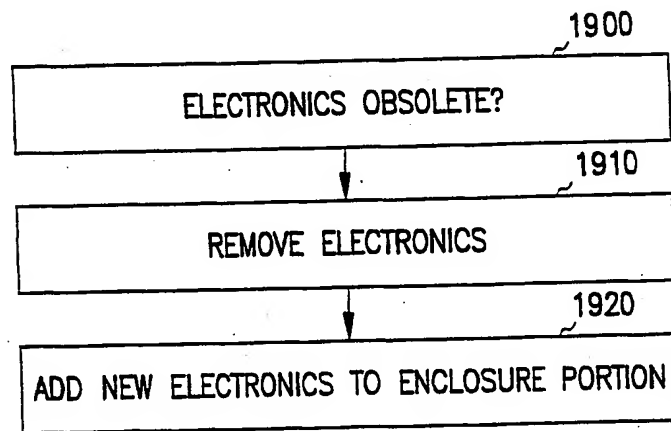 1900
ELECTRONICS OBSOLETE?
1910
REMOVE ELECTRONICS
1920
ADD NEW ELECTRONICS TO ENCLOSURE PORTION